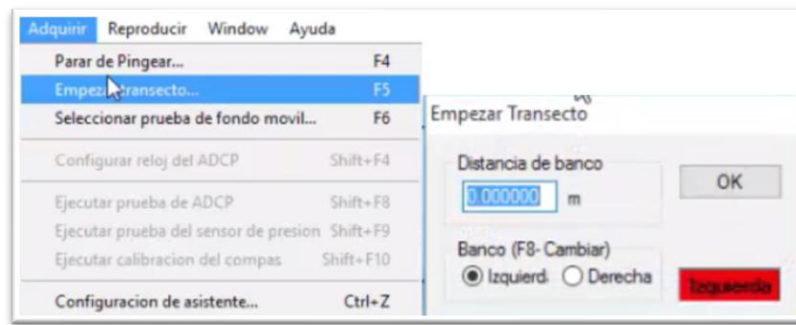 Adquirir Reproducir Window Ayuda
Parar de Pingear... F4
Empezar transecto... F5
Seleccionar prueba de fondo movil... F6
Configurar reloj del ADCP Shift+F4
Ejecutar prueba de ADCP Shift+F8
Ejecutar prueba del sensor de presion Shift+F9
Ejecutar calibracion del compas Shift+F10
Configuracion de asistente... Ctrl+Z
Empezar Transecto
Distancia de banco
0.000000 m
OK
Banco (F8- Cambiar)
Izquierd Derecha
Izquierda